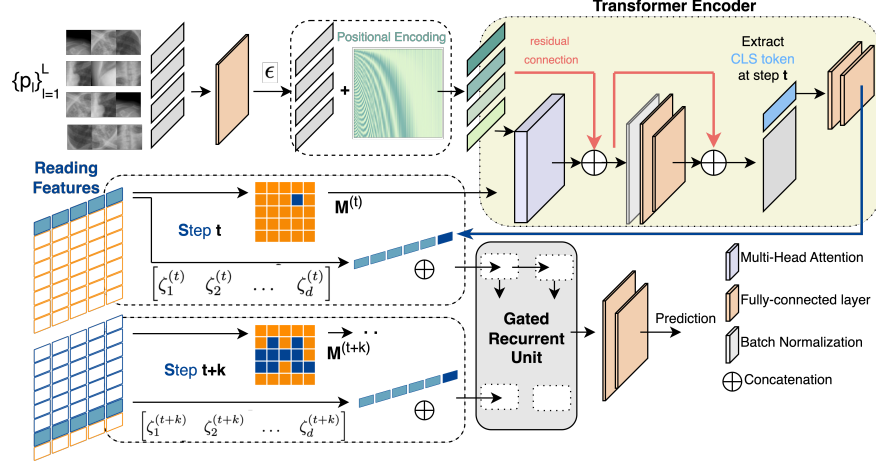 Transformer Encoder
{p_l}^L_{l=1}
ϵ
Positional Encoding
+
residual
connection
Extract
CLS token
at step t
Reading
Features
Step t
M^(t)
[ζ_1^(t) ζ_2^(t) ... ζ_d^(t)]
Step t+k
M^(t+k)
. .
[ζ_1^(t+k) ζ_2^(t+k) ... ζ_d^(t+k)]
Gated
Recurrent
Unit
Prediction
Multi-Head Attention
Fully-connected layer
Batch Normalization
Concatenation